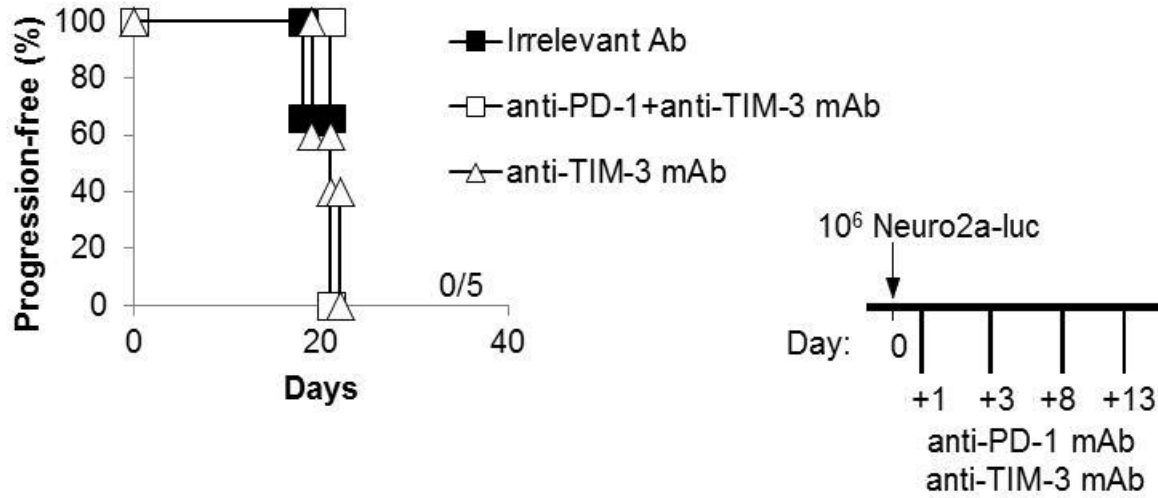 Progression-free (%)
100
80
60
40
20
0
0 20 40
Days
0/5
Irrelevant Ab
anti-PD-1+anti-TIM-3 mAb
anti-TIM-3 mAb
10⁶ Neuro2a-luc
Day: 0
+1 +3 +8 +13
anti-PD-1 mAb
anti-TIM-3 mAb